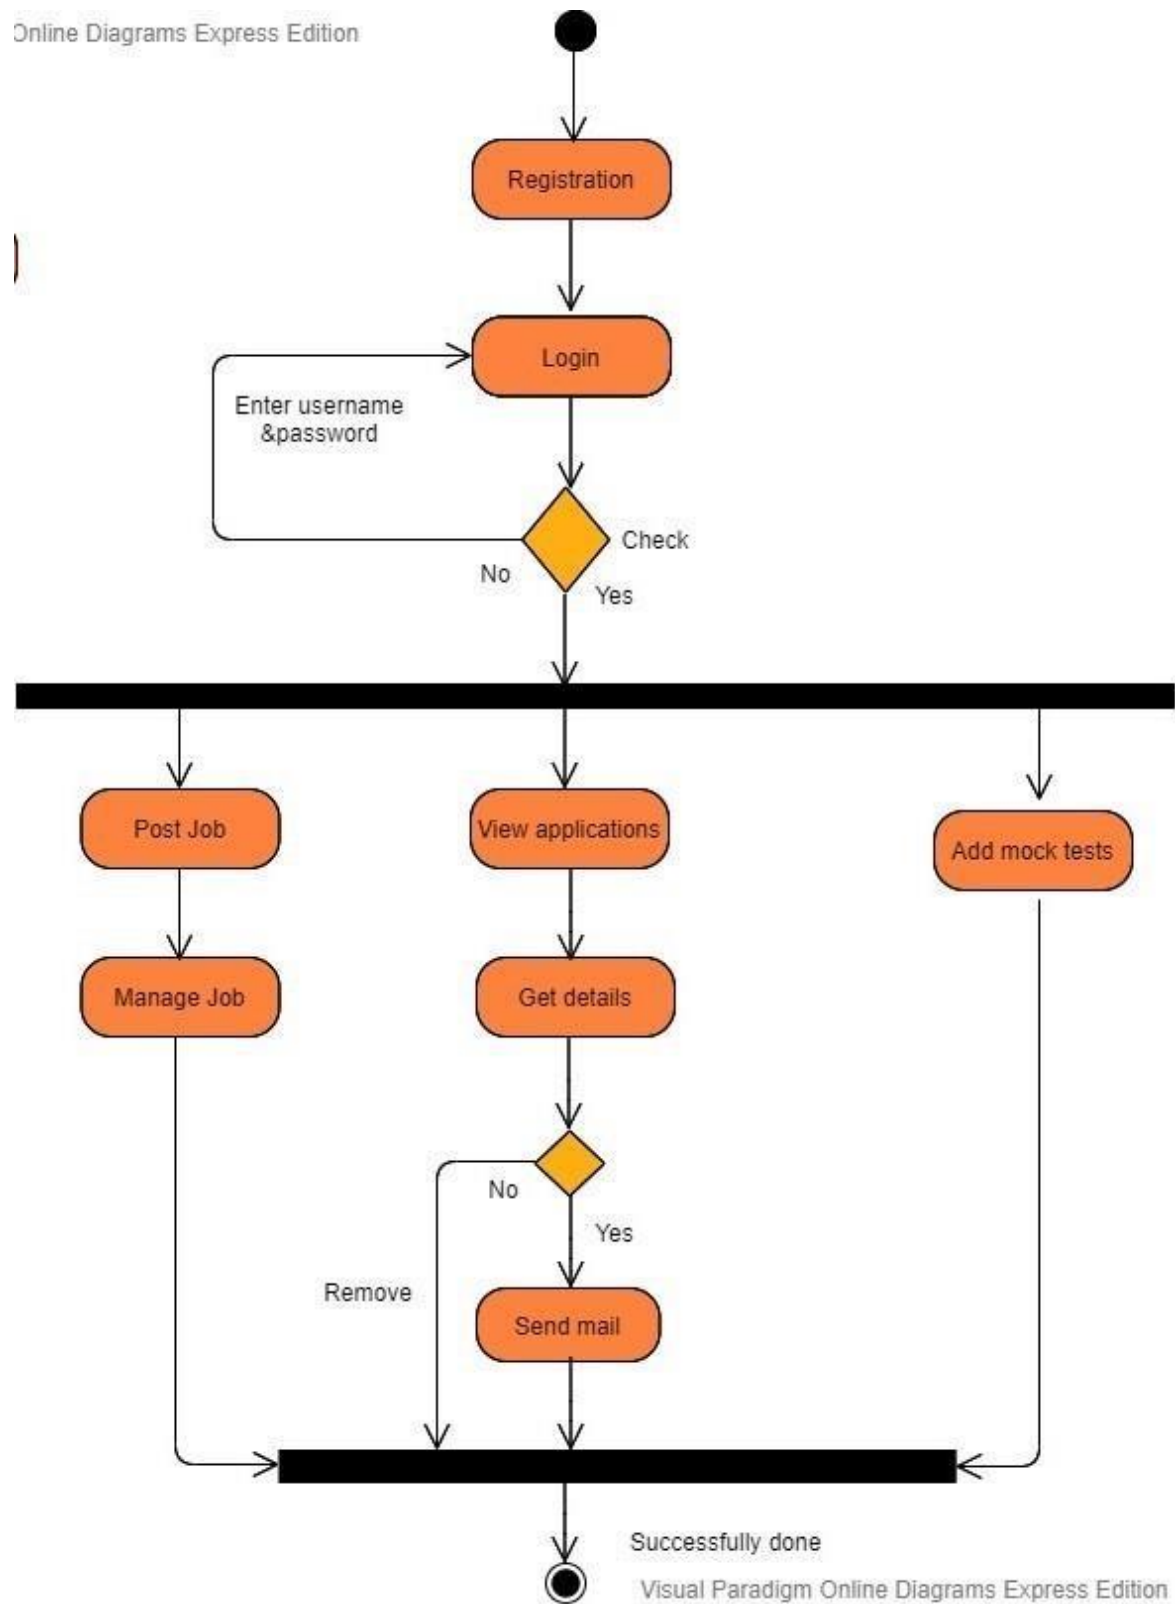 Online Diagrams Express Edition
Registration
Login
Enter username
&password
Check
No
Yes
Post Job
View applications
Add mock tests
Manage Job
Get details
No
Yes
Remove
Send mail
Successfully done
Visual Paradigm Online Diagrams Express Edition